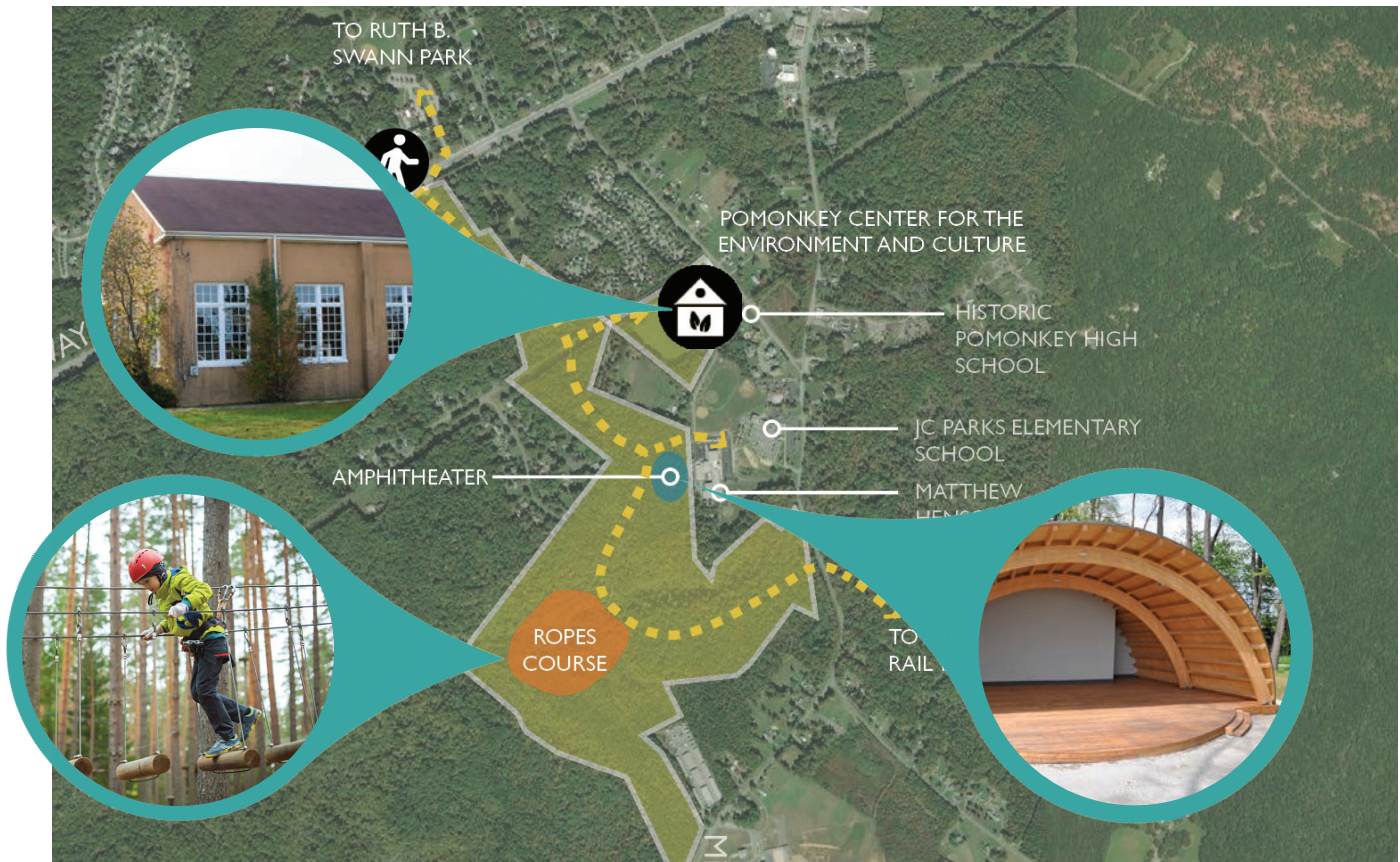 TO RUTH B.
SWANN PARK
POMONKEY CENTER FOR THE
ENVIRONMENT AND CULTURE
HISTORIC
POMONKEY HIGH
SCHOOL
JC PARKS ELEMENTARY
SCHOOL
AMPHITHEATER
MATTHEW
ROPES
COURSE
TO
RAIL